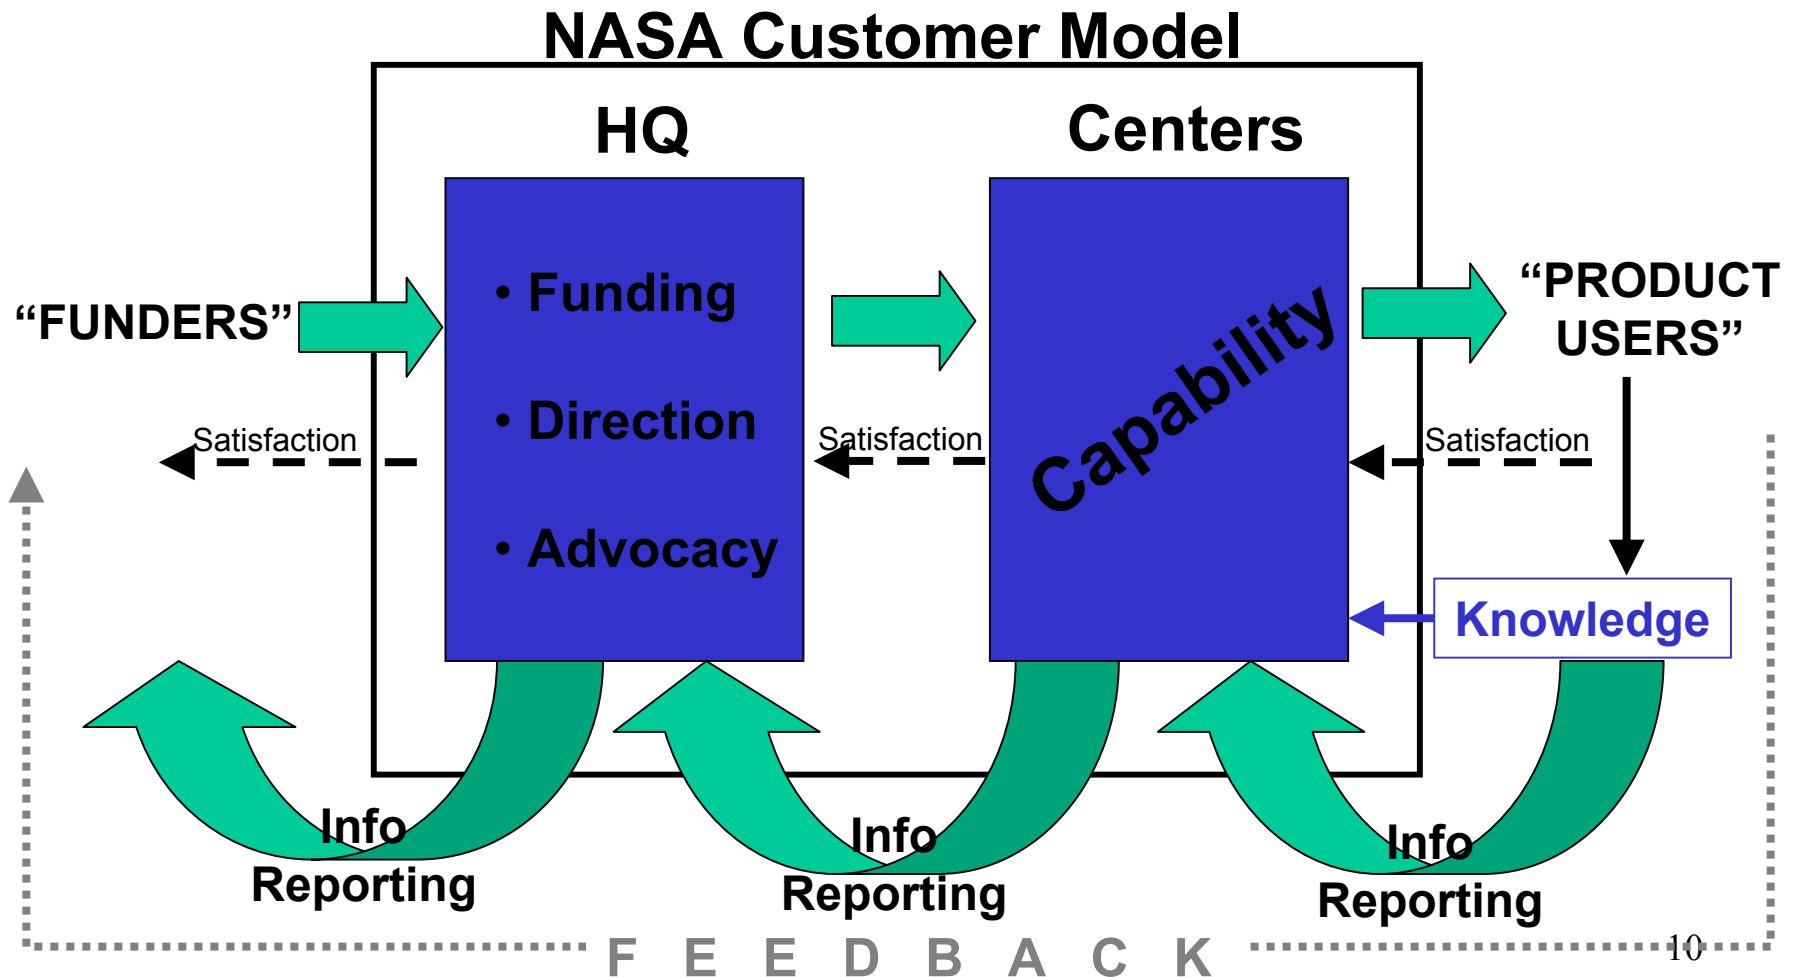 NASA Customer Model
HQ
Centers
“FUNDERS”
• Funding
• Direction
• Advocacy
Capability
“PRODUCT
USERS”
Satisfaction
Satisfaction
Satisfaction
Knowledge
Info
Reporting
Info
Reporting
Info
Reporting
F E E D B A C K
10